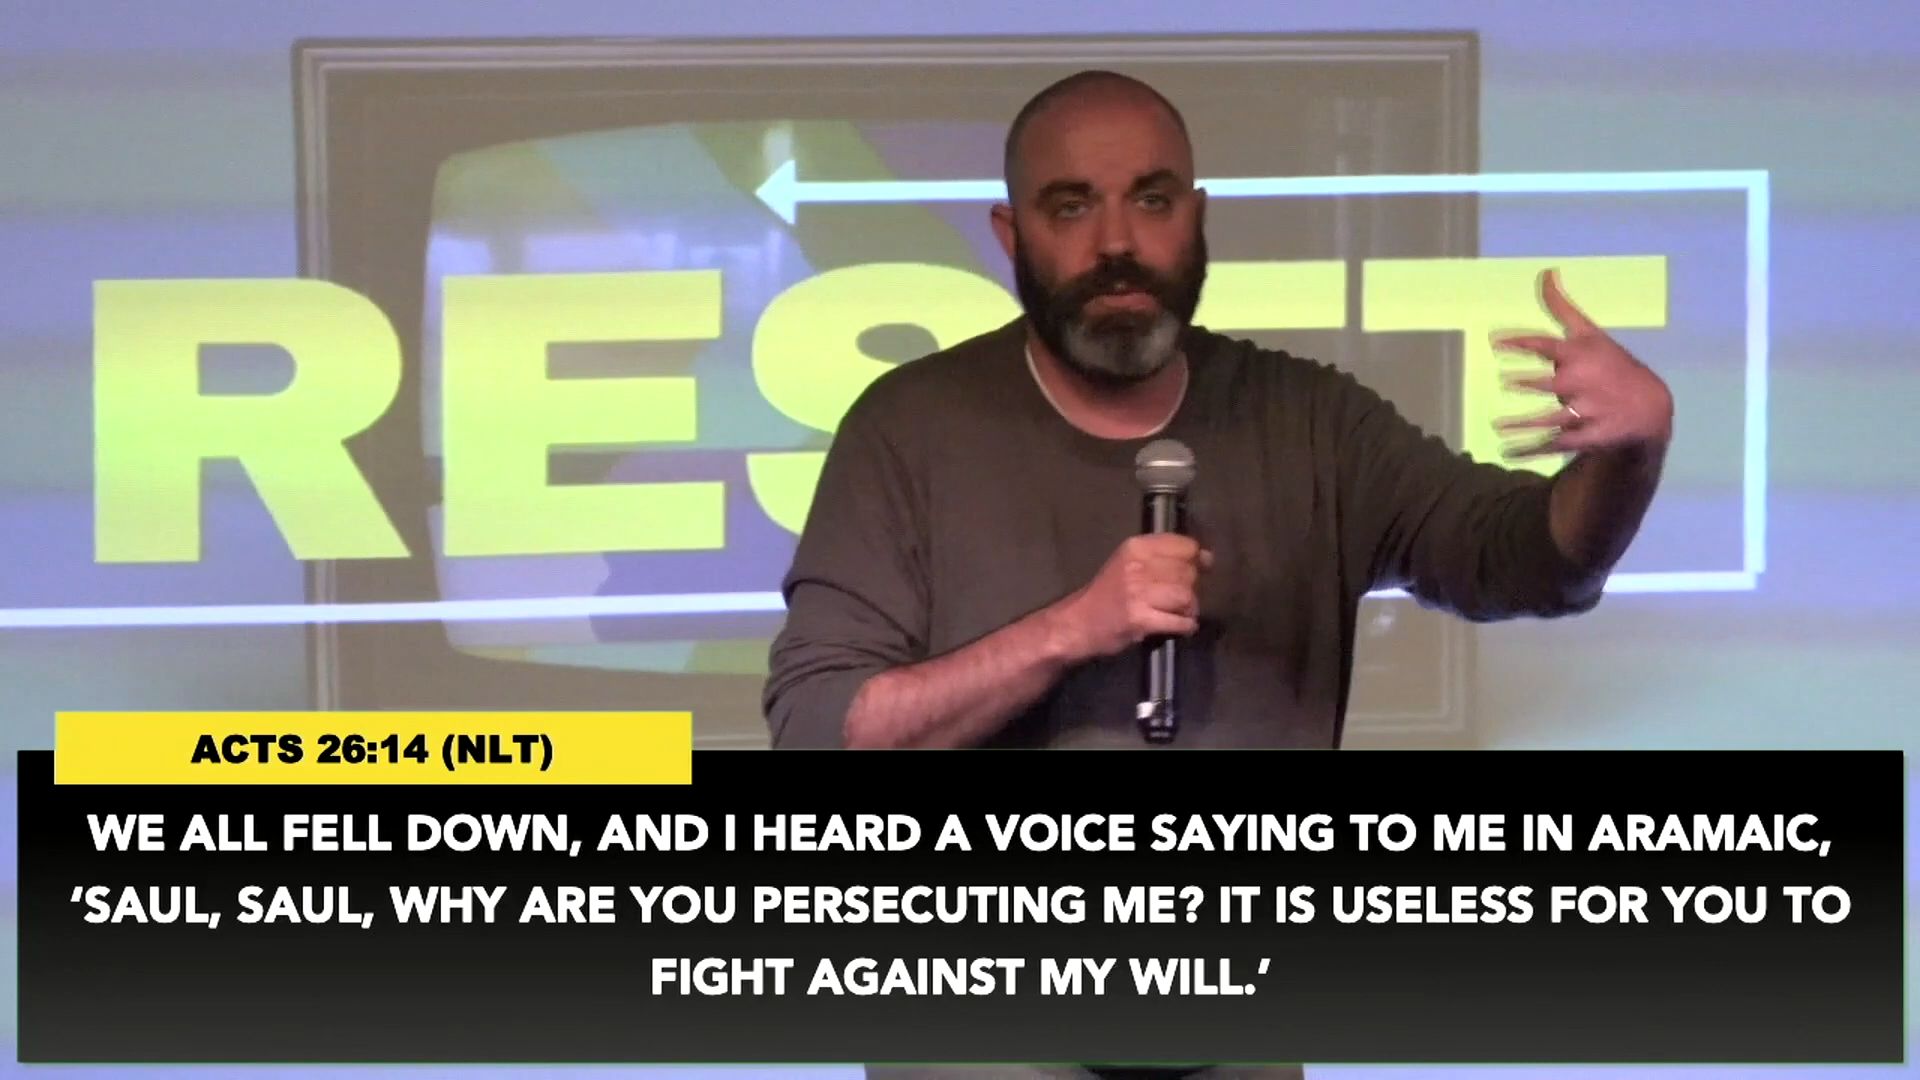 RESET
ACTS 26:14 (NLT)
WE ALL FELL DOWN, AND I HEARD A VOICE SAYING TO ME IN ARAMAIC,
‘SAUL, SAUL, WHY ARE YOU PERSECUTING ME? IT IS USELESS FOR YOU TO
FIGHT AGAINST MY WILL.’